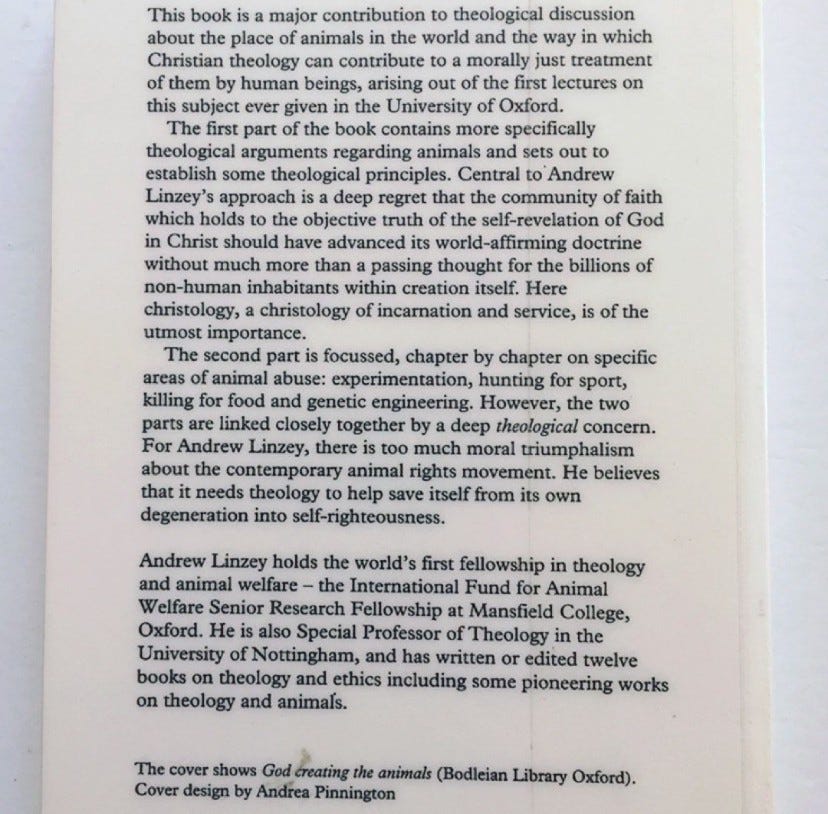 This book is a major contribution to theological discussion
about the place of animals in the world and the way in which
Christian theology can contribute to a morally just treatment
of them by human beings, arising out of the first lectures on
this subject ever given in the University of Oxford.
The first part of the book contains more specifically
theological arguments regarding animals and sets out to
establish some theological principles. Central to Andrew
Linzey's approach is a deep regret that the community of faith
which holds to the objective truth of the self-revelation of God
in Christ should have advanced its world-affirming doctrine
without much more than a passing thought for the billions of
non-human inhabitants within creation itself. Here
christology, a christology of incarnation and service, is of the
utmost importance.
The second part is focussed, chapter by chapter on specific
areas of animal abuse: experimentation, hunting for sport,
killing for food and genetic engineering. However, the two
parts are linked closely together by a deep theological concern.
For Andrew Linzey, there is too much moral triumphalism
about the contemporary animal rights movement. He believes
that it needs theology to help save itself from its own
degeneration into self-righteousness.
Andrew Linzey holds the world's first fellowship in theology
and animal welfare – the International Fund for Animal
Welfare Senior Research Fellowship at Mansfield College,
Oxford. He is also Special Professor of Theology in the
University of Nottingham, and has written or edited twelve
books on theology and ethics including some pioneering works
on theology and animals.
The cover shows God creating the animals (Bodleian Library Oxford).
Cover design by Andrea Pinnington